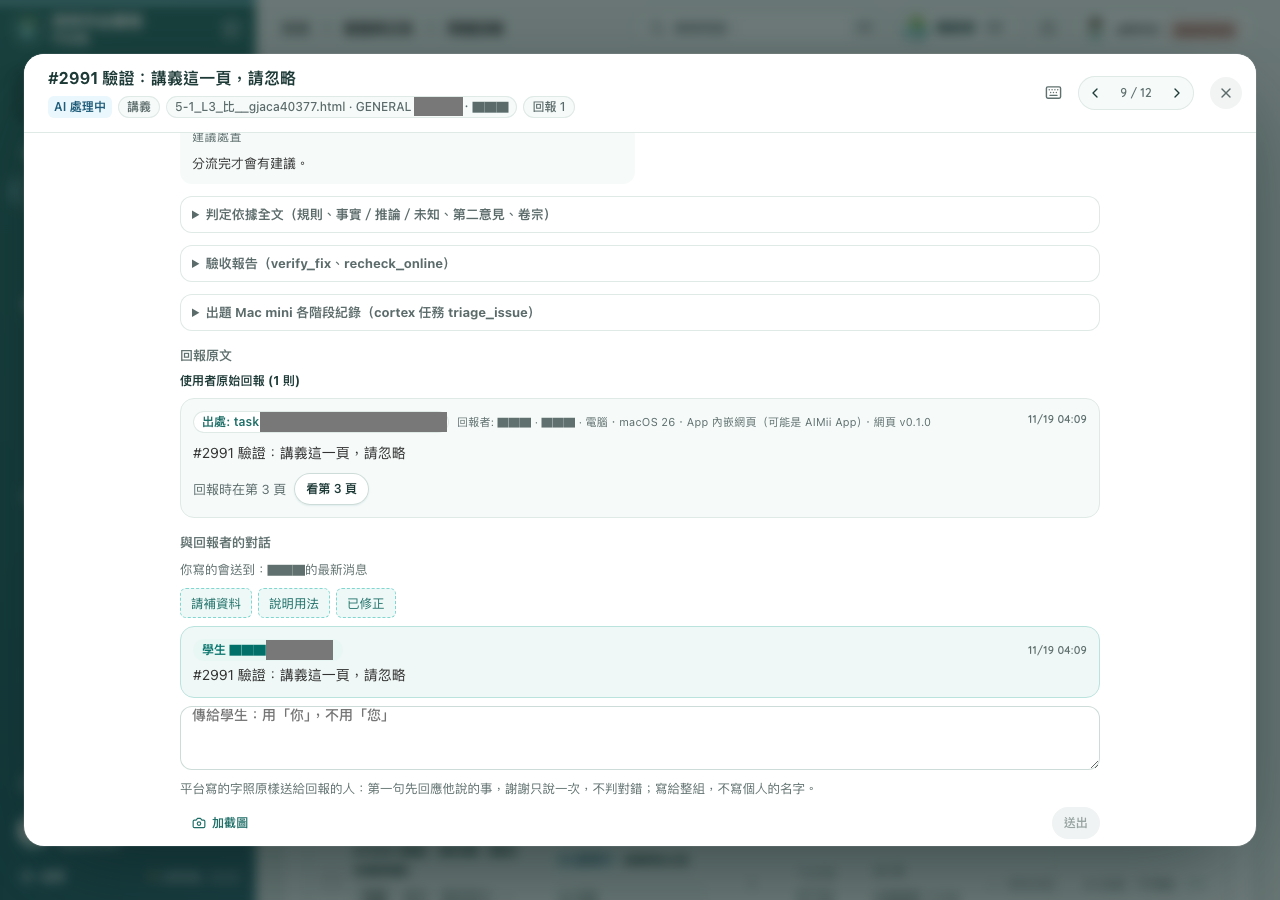 #2991 驗證：講義這一頁，請忽略
AI 處理中 講義 5-1_L3_比__gjaca40377.html · GENERAL · 回報 1
9 / 12
建議處置
分流完才會有建議。
▶ 判定依據全文（規則、事實 / 推論 / 未知、第二意見、卷宗）
▶ 驗收報告（verify_fix、recheck_online）
▶ 出題 Mac mini 各階段紀錄（cortex 任務 triage_issue）
回報原文
使用者原始回報 (1 則)
出處: task 回報者: · · 電腦 · macOS 26 · App 內嵌網頁（可能是 AIMii App）· 網頁 v0.1.0 11/19 04:09
#2991 驗證：講義這一頁，請忽略
回報時在第 3 頁 看第 3 頁
與回報者的對話
你寫的會送到：的最新消息
請補資料 說明用法 已修正
學生 11/19 04:09
#2991 驗證：講義這一頁，請忽略
傳給學生：用「你」，不用「您」
平台寫的字照原樣送給回報的人：第一句先回應他說的事，謝謝只說一次，不判對錯；寫給整組，不寫個人的名字。
加截圖 送出